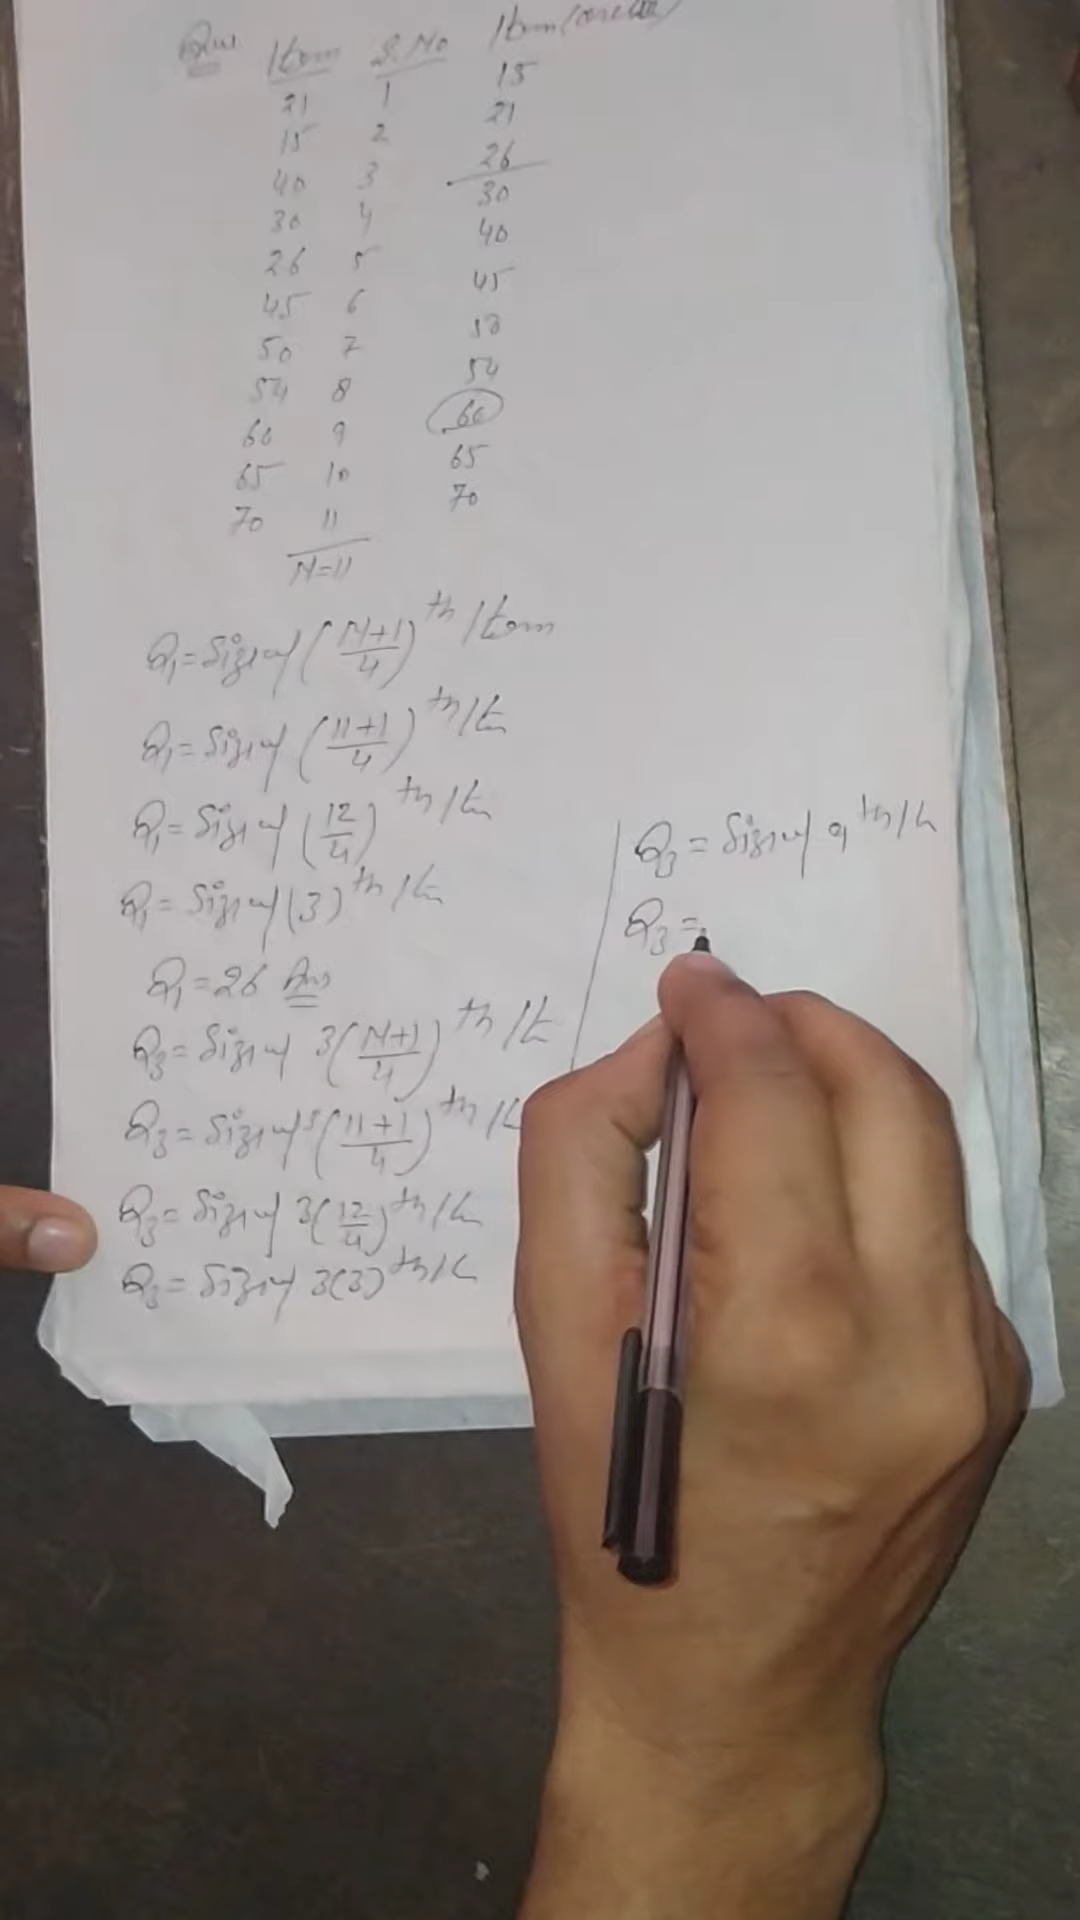 Item S.No Item
21 1 15
15 2 21
40 3 26
30 4 30
26 5 40
45 6 45
50 7 50
54 8 54
60 9 60
65 10 65
70 11 70
N=11
Q₁ = Size of (N+1/4)th Item
Q₁ = Size of (11+1/4)th It
Q₁ = Size of (12/4)th It
Q₁ = Size of (3)th It
Q₁ = 26 Ans
Q₃ = Size of 3(N+1/4)th It
Q₃ = Size of 3(11+1/4)th It
Q₃ = Size of 3(12/4)th It
Q₃ = Size of 3(3)th It
Q₃ = Size of 9th It
Q₃ =